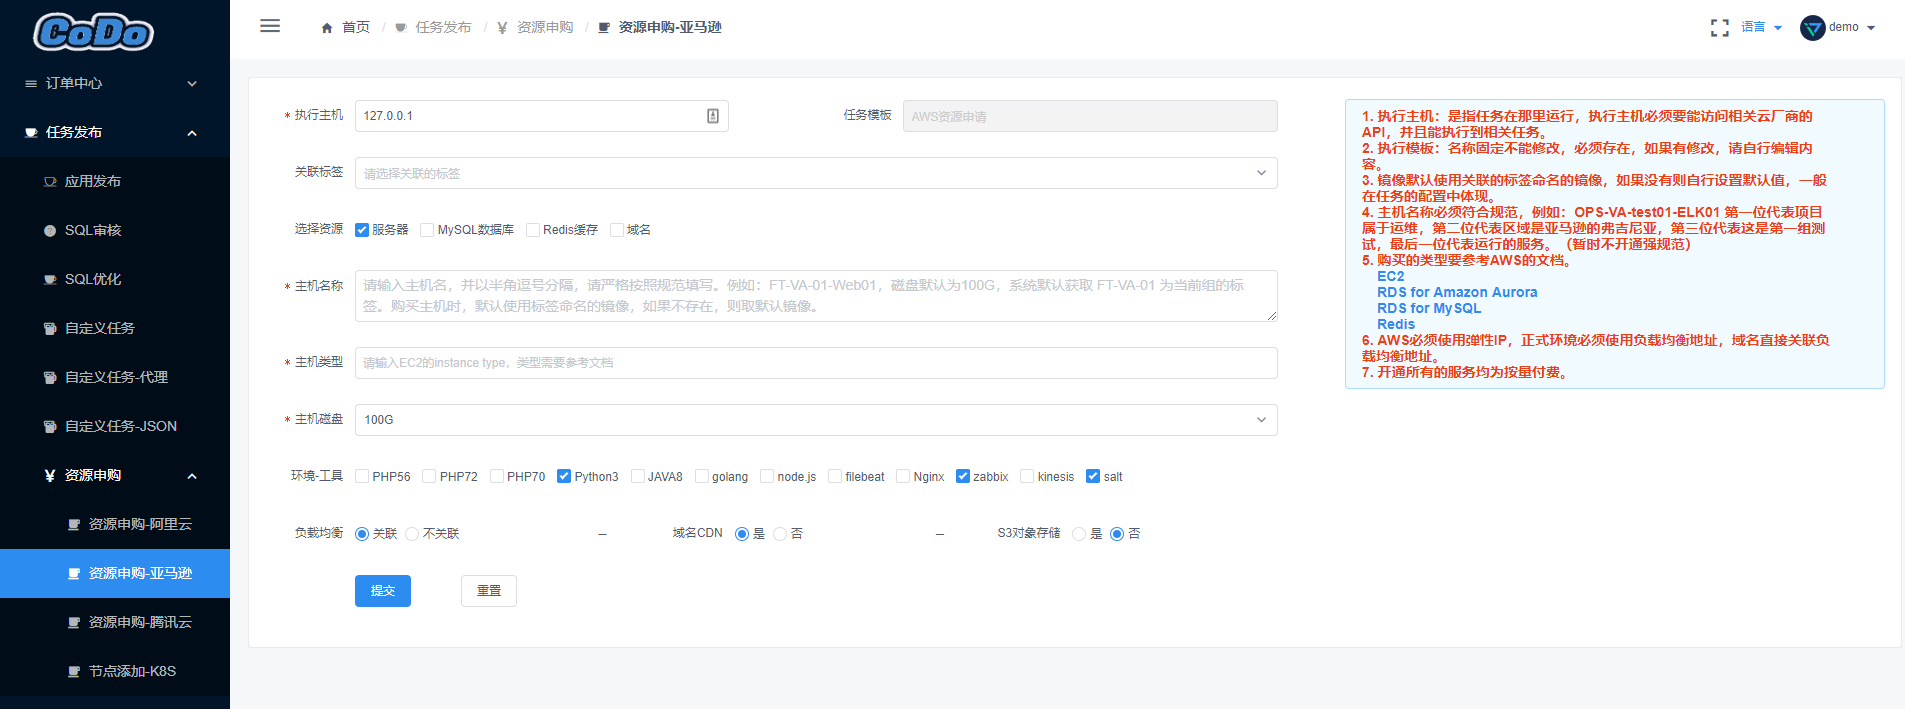 CoDo
订单中心
任务发布
应用发布
SQL审核
SQL优化
自定义任务
自定义任务-代理
自定义任务-JSON
¥ 资源申购
资源申购-阿里云
资源申购-亚马逊
资源申购-腾讯云
节点添加-K8S
首页 / 任务发布 / ¥ 资源申购 / 资源申购-亚马逊
语言
demo
* 执行主机 127.0.0.1
任务模板 AWS资源申请
关联标签 请选择关联的标签
选择资源 服务器 MySQL数据库 Redis缓存 域名
* 主机名称 请输入主机名，并以半角逗号分隔，请严格按照规范填写。例如：FT-VA-01-Web01，磁盘默认为100G，系统默认获取 FT-VA-01 为当前组的标
签。购买主机时，默认使用标签命名的镜像，如果不存在，则取默认镜像。
* 主机类型 请输入EC2的instance type，类型需要参考文档
* 主机磁盘 100G
环境-工具 PHP56 PHP72 PHP70 Python3 JAVA8 golang node.js filebeat Nginx zabbix kinesis salt
负载均衡 关联 不关联 – 域名CDN 是 否 – S3对象存储 是 否
提交 重置
1. 执行主机：是指任务在那里运行，执行主机必须要能访问相关云厂商的
API，并且能执行到相关任务。
2. 执行模板：名称固定不能修改，必须存在，如果有修改，请自行编辑内
容。
3. 镜像默认使用关联的标签命名的镜像，如果没有则自行设置默认值，一般
在任务的配置中体现。
4. 主机名称必须符合规范，例如：OPS-VA-test01-ELK01 第一位代表项目
属于运维，第二位代表区域是亚马逊的弗吉尼亚，第三位代表这是第一组测
试，最后一位代表运行的服务。（暂时不开通强规范）
5. 购买的类型要参考AWS的文档。
EC2
RDS for Amazon Aurora
RDS for MySQL
Redis
6. AWS必须使用弹性IP，正式环境必须使用负载均衡地址，域名直接关联负
载均衡地址。
7. 开通所有的服务均为按量付费。